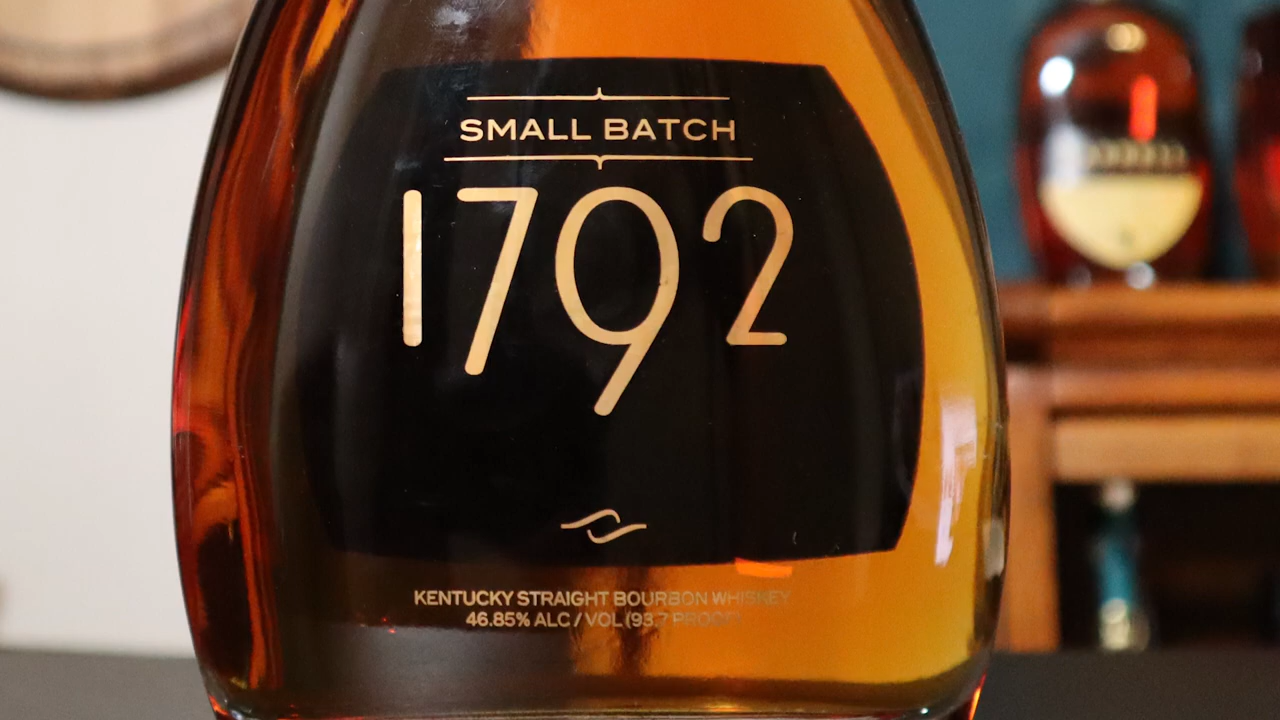 SMALL BATCH
1792
KENTUCKY STRAIGHT BOURBON WHISKEY
46.85% ALC / VOL (93.7 PROOF)